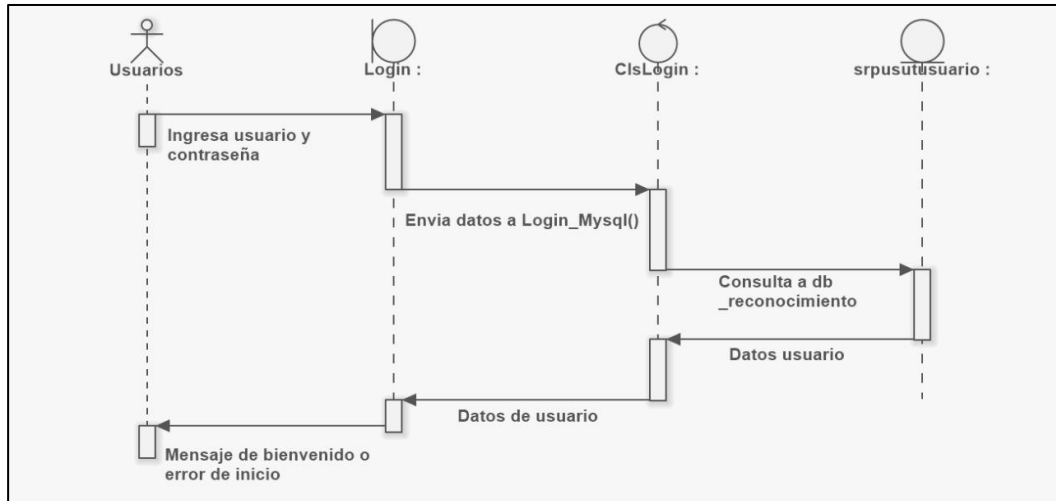 Usuarios
Login :
ClsLogin :
srpusutusuario :
Ingresa usuario y
contraseña
Envia datos a Login_Mysql()
Consulta a db
_reconocimiento
Datos usuario
Datos de usuario
Mensaje de bienvenido o
error de inicio